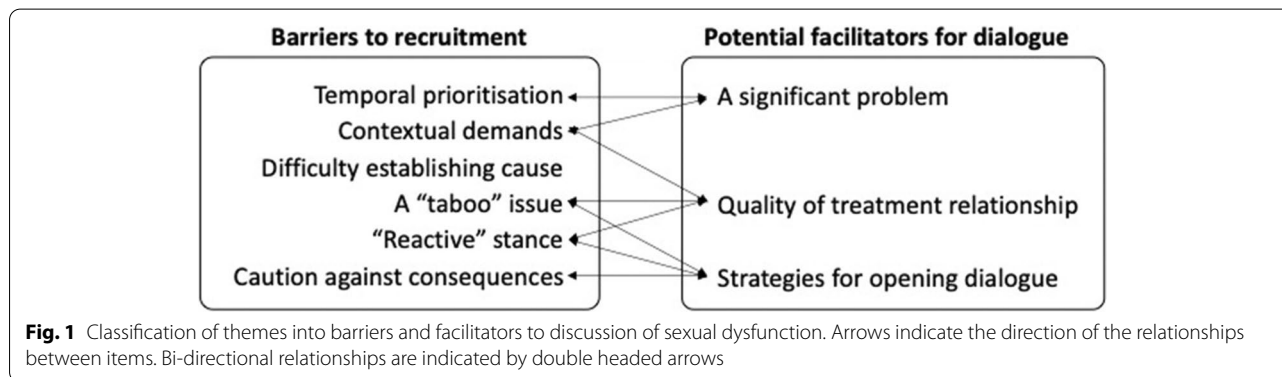 Barriers to recruitment
Potential facilitators for dialogue
Temporal prioritisation
Contextual demands
Difficulty establishing cause
A “taboo” issue
“Reactive” stance
Caution against consequences
A significant problem
Quality of treatment relationship
Strategies for opening dialogue
Fig. 1 Classification of themes into barriers and facilitators to discussion of sexual dysfunction. Arrows indicate the direction of the relationships
between items. Bi-directional relationships are indicated by double headed arrows